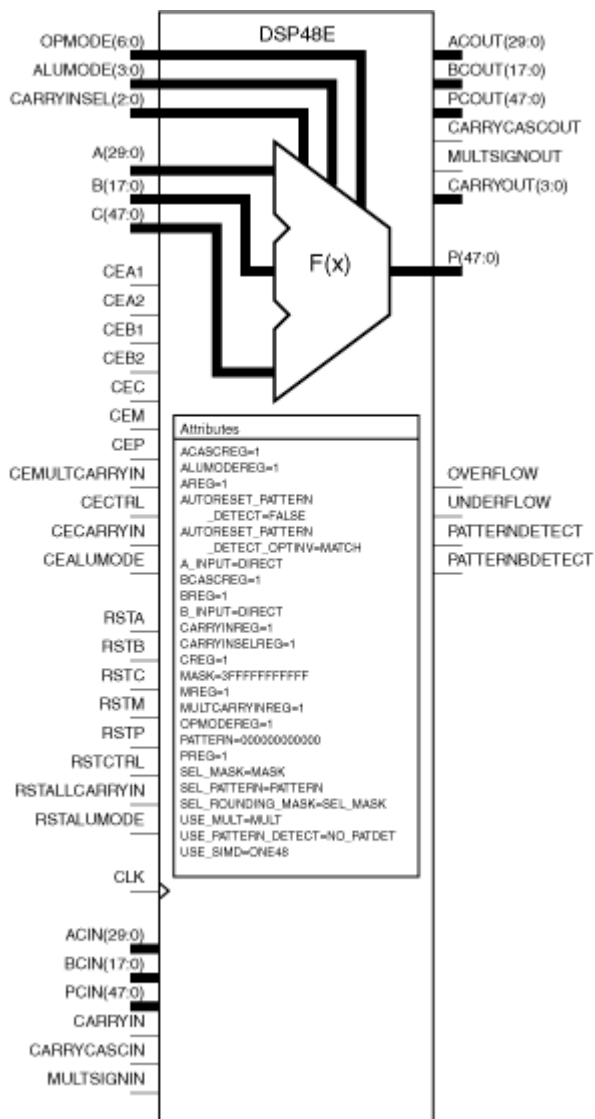 DSP48E
OPMODE(6:0)
ALUMODE(3:0)
CARRYINSEL(2:0)
A(29:0)
B(17:0)
C(47:0)
CEA1
CEA2
CEB1
CEB2
CEC
CEM
CEP
CEMULTCARRYIN
CECTRL
CECARRYIN
CEALUMODE
RSTA
RSTB
RSTC
RSTM
RSTP
RSTCTRL
RSTALLCARRYIN
RSTALUMODE
CLK
ACIN(29:0)
BCIN(17:0)
PCIN(47:0)
CARRYIN
CARRYCASCIN
MULTSIGNIN
F(x)
Attributes
ACASCREG=1
ALUMODEREG=1
AREG=1
AUTORESET_PATTERN
_DETECT=FALSE
AUTORESET_PATTERN
_DETECT_OPTINV=MATCH
A_INPUT=DIRECT
BCASCREG=1
BREG=1
B_INPUT=DIRECT
CARRYINREG=1
CARRYINSELREG=1
CREG=1
MASK=3FFFFFFFFFFF
MREG=1
MULTCARRYINREG=1
OPMODEREG=1
PATTERN=000000000000
PREG=1
SEL_MASK=MASK
SEL_PATTERN=PATTERN
SEL_ROUNDING_MASK=SEL_MASK
USE_MULT=MULT
USE_PATTERN_DETECT=NO_PATDET
USE_SIMD=ONE48
ACOUT(29:0)
BCOUT(17:0)
PCOUT(47:0)
CARRYCASCOUT
MULTSIGNOUT
CARRYOUT(3:0)
P(47:0)
OVERFLOW
UNDERFLOW
PATTERNDETECT
PATTERNBDETECT